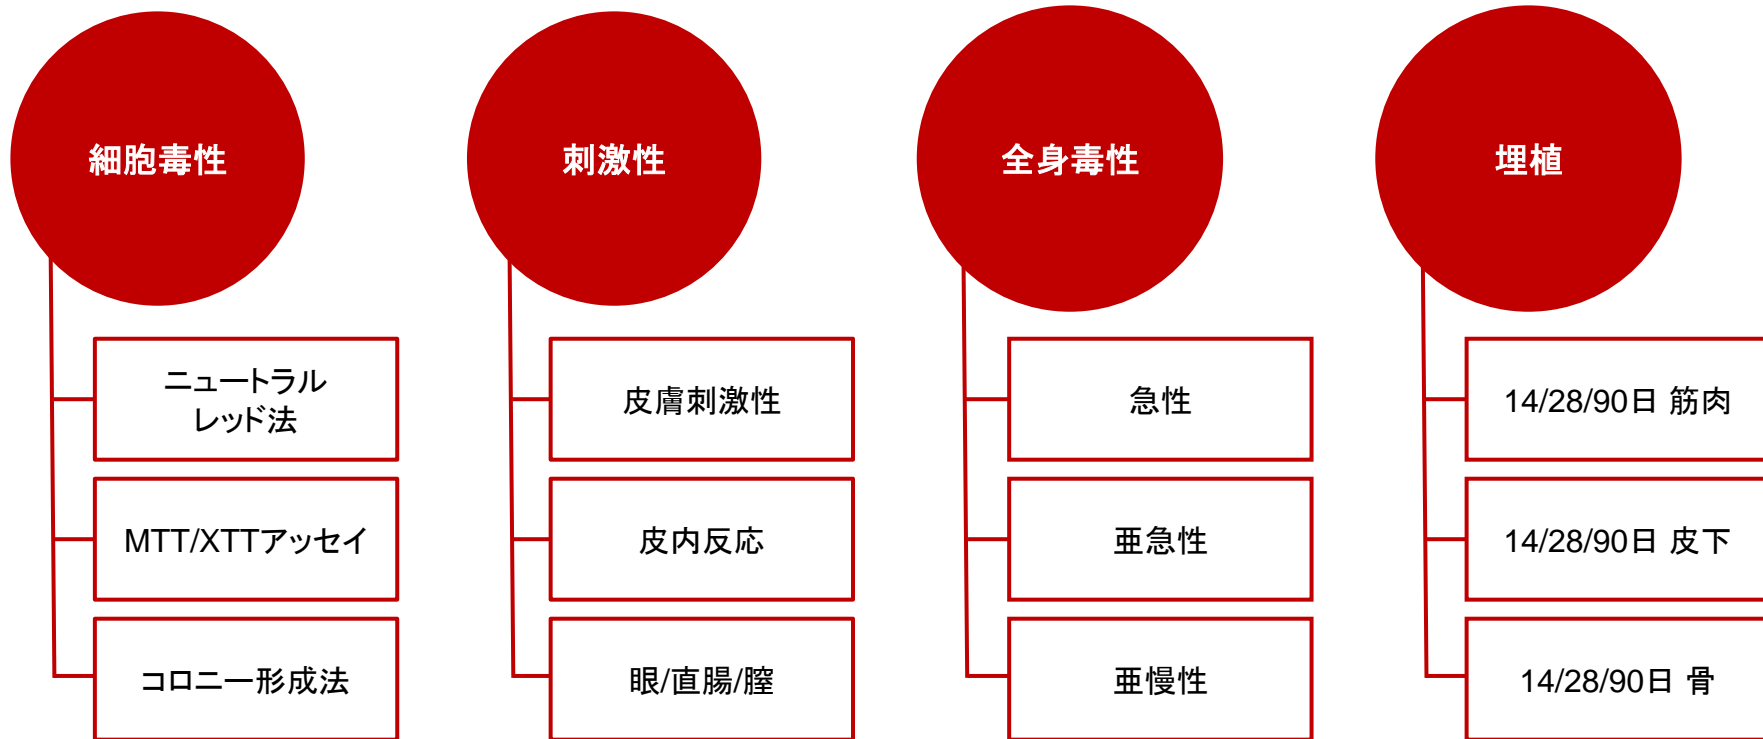 細胞毒性
ニュートラル
レッド法
MTT/XTTアッセイ
コロニー形成法
刺激性
皮膚刺激性
皮内反応
眼/直腸/膣
全身毒性
急性
亜急性
亜慢性
埋植
14/28/90日 筋肉
14/28/90日 皮下
14/28/90日 骨